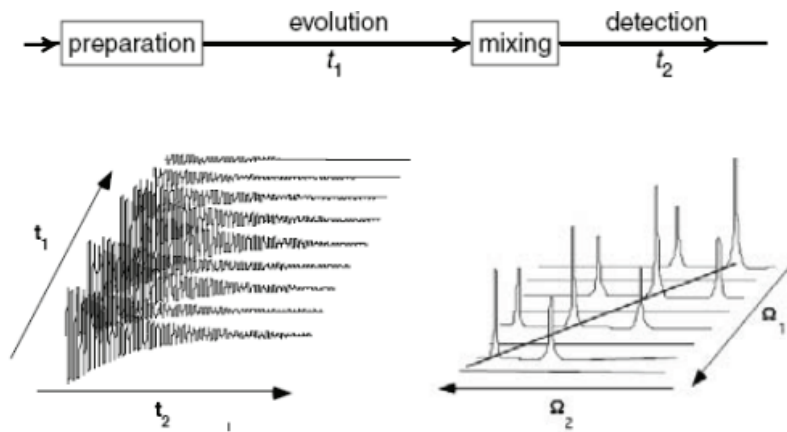 evolution detection
preparation mixing
t₁ t₂
t₁
t₂
Ω₁
Ω₂